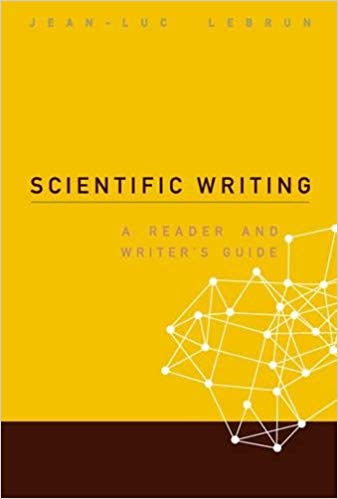 JEAN-LUC LEBRUN
SCIENTIFIC WRITING
A READER AND
WRITER'S GUIDE